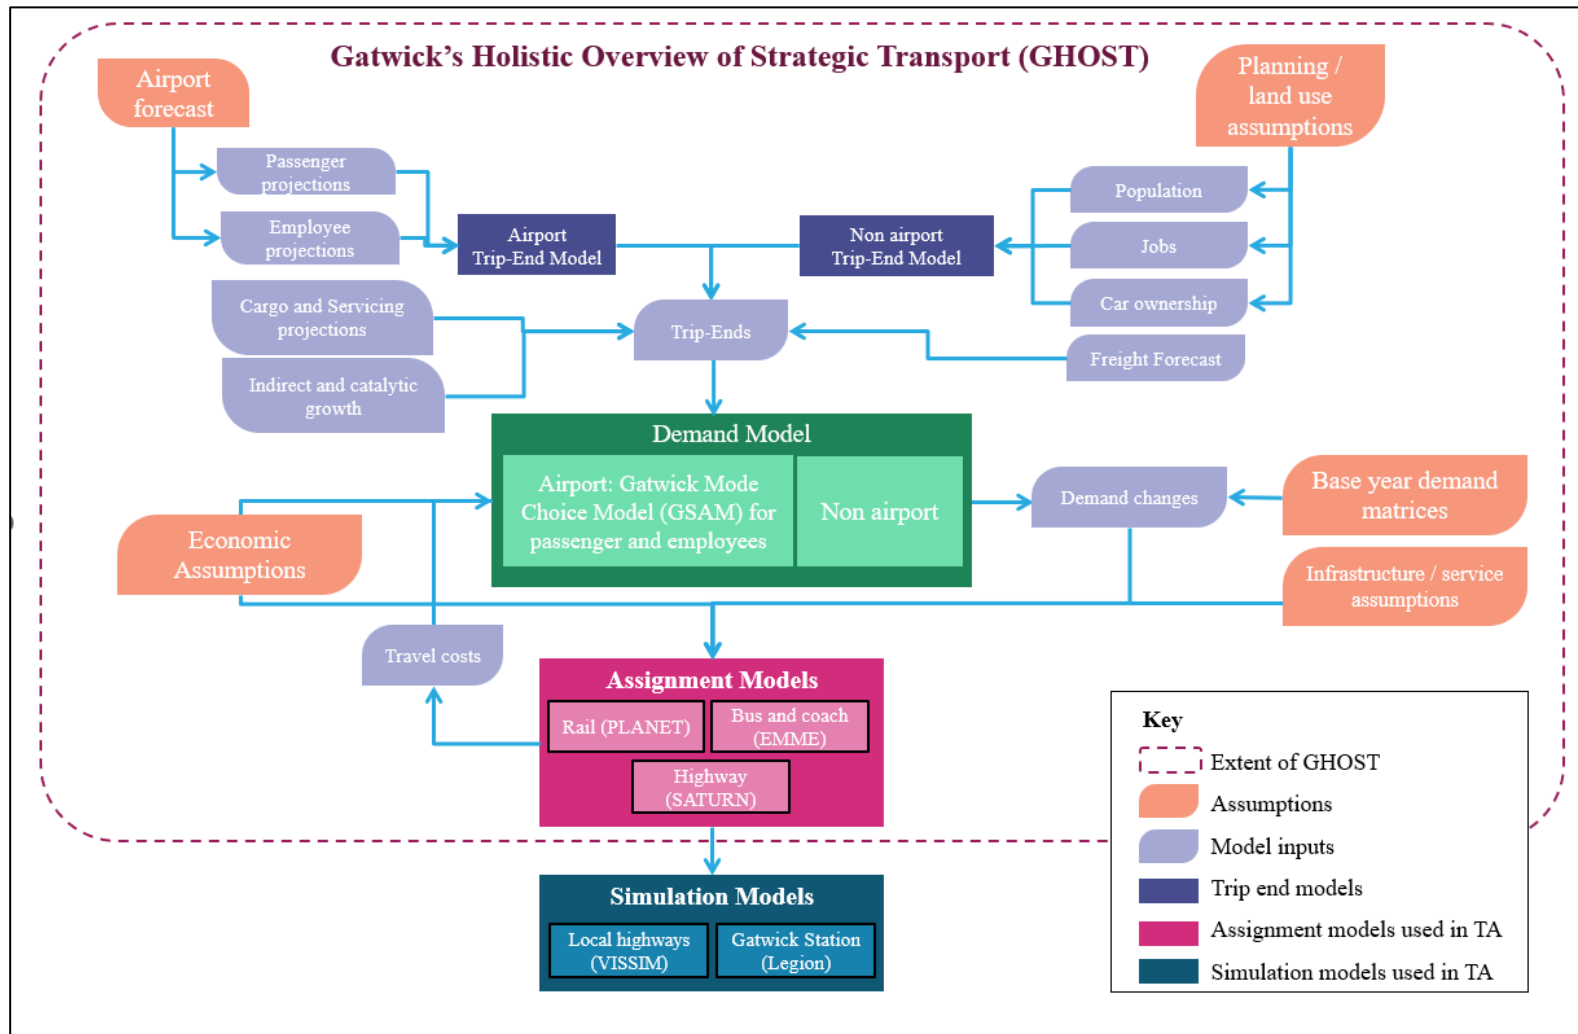 Gatwick's Holistic Overview of Strategic Transport (GHOST)
Airport
forecast
Planning /
land use
assumptions
Passenger
projections
Employee
projections
Airport
Trip-End Model
Non airport
Trip-End Model
Population
Jobs
Car ownership
Cargo and Servicing
projections
Trip-Ends
Freight Forecast
Indirect and catalytic
growth
Demand Model
Airport: Gatwick Mode
Choice Model (GSAM) for
passenger and employees
Non airport
Demand changes
Base year demand
matrices
Economic
Assumptions
Infrastructure / service
assumptions
Travel costs
Assignment Models
Rail (PLANET)
Bus and coach
(EMME)
Highway
(SATURN)
Simulation Models
Local highways
(VISSIM)
Gatwick Station
(Legion)
Key
Extent of GHOST
Assumptions
Model inputs
Trip end models
Assignment models used in TA
Simulation models used in TA